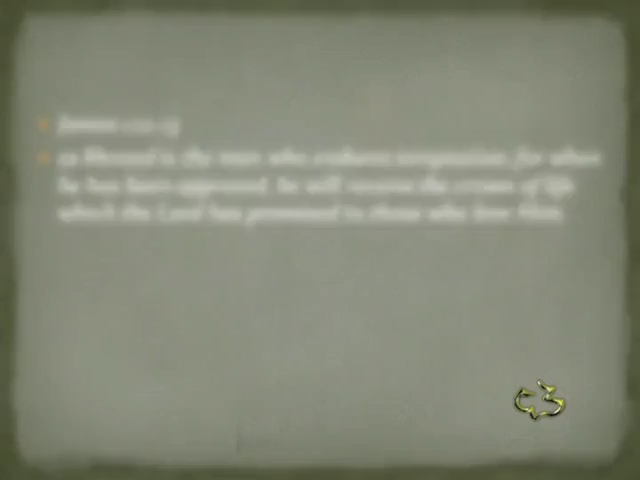 James 1:12-15
12 Blessed is the man who endures temptation; for when
he has been approved, he will receive the crown of life
which the Lord has promised to those who love Him.